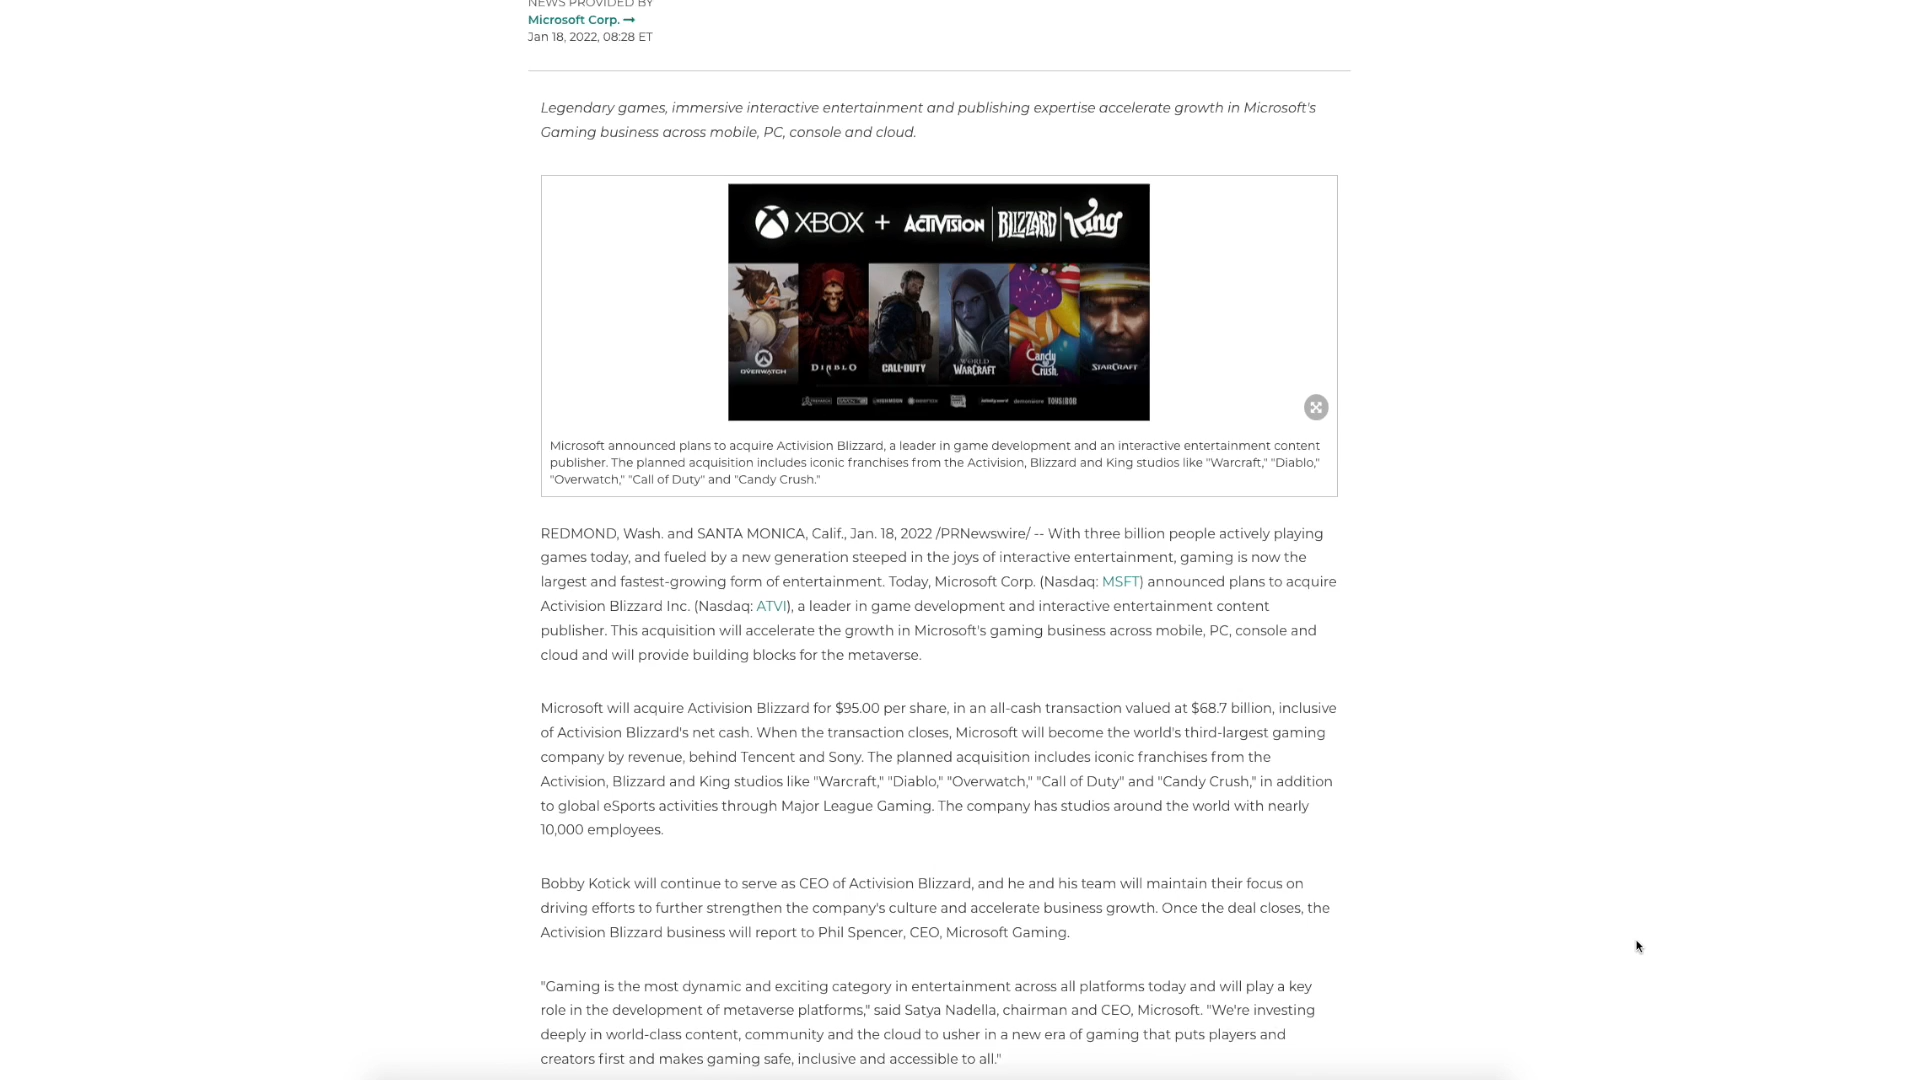 NEWS PROVIDED BY
Microsoft Corp. →
Jan 18, 2022, 08:28 ET
Legendary games, immersive interactive entertainment and publishing expertise accelerate growth in Microsoft's
Gaming business across mobile, PC, console and cloud.
XBOX + ACTIVISION | BLIZZARD | King
OVERWATCH DIABLO CALL OF DUTY WORLD WARCRAFT Candy Crush STARCRAFT
TOYS FOR BOB
Microsoft announced plans to acquire Activision Blizzard, a leader in game development and an interactive entertainment content
publisher. The planned acquisition includes iconic franchises from the Activision, Blizzard and King studios like "Warcraft," "Diablo,"
"Overwatch," "Call of Duty" and "Candy Crush."
REDMOND, Wash. and SANTA MONICA, Calif., Jan. 18, 2022 /PRNewswire/ -- With three billion people actively playing
games today, and fueled by a new generation steeped in the joys of interactive entertainment, gaming is now the
largest and fastest-growing form of entertainment. Today, Microsoft Corp. (Nasdaq: MSFT) announced plans to acquire
Activision Blizzard Inc. (Nasdaq: ATVI), a leader in game development and interactive entertainment content
publisher. This acquisition will accelerate the growth in Microsoft's gaming business across mobile, PC, console and
cloud and will provide building blocks for the metaverse.
Microsoft will acquire Activision Blizzard for $95.00 per share, in an all-cash transaction valued at $68.7 billion, inclusive
of Activision Blizzard's net cash. When the transaction closes, Microsoft will become the world's third-largest gaming
company by revenue, behind Tencent and Sony. The planned acquisition includes iconic franchises from the
Activision, Blizzard and King studios like "Warcraft," "Diablo," "Overwatch," "Call of Duty" and "Candy Crush," in addition
to global eSports activities through Major League Gaming. The company has studios around the world with nearly
10,000 employees.
Bobby Kotick will continue to serve as CEO of Activision Blizzard, and he and his team will maintain their focus on
driving efforts to further strengthen the company's culture and accelerate business growth. Once the deal closes, the
Activision Blizzard business will report to Phil Spencer, CEO, Microsoft Gaming.
"Gaming is the most dynamic and exciting category in entertainment across all platforms today and will play a key
role in the development of metaverse platforms," said Satya Nadella, chairman and CEO, Microsoft. "We're investing
deeply in world-class content, community and the cloud to usher in a new era of gaming that puts players and
creators first and makes gaming safe, inclusive and accessible to all."